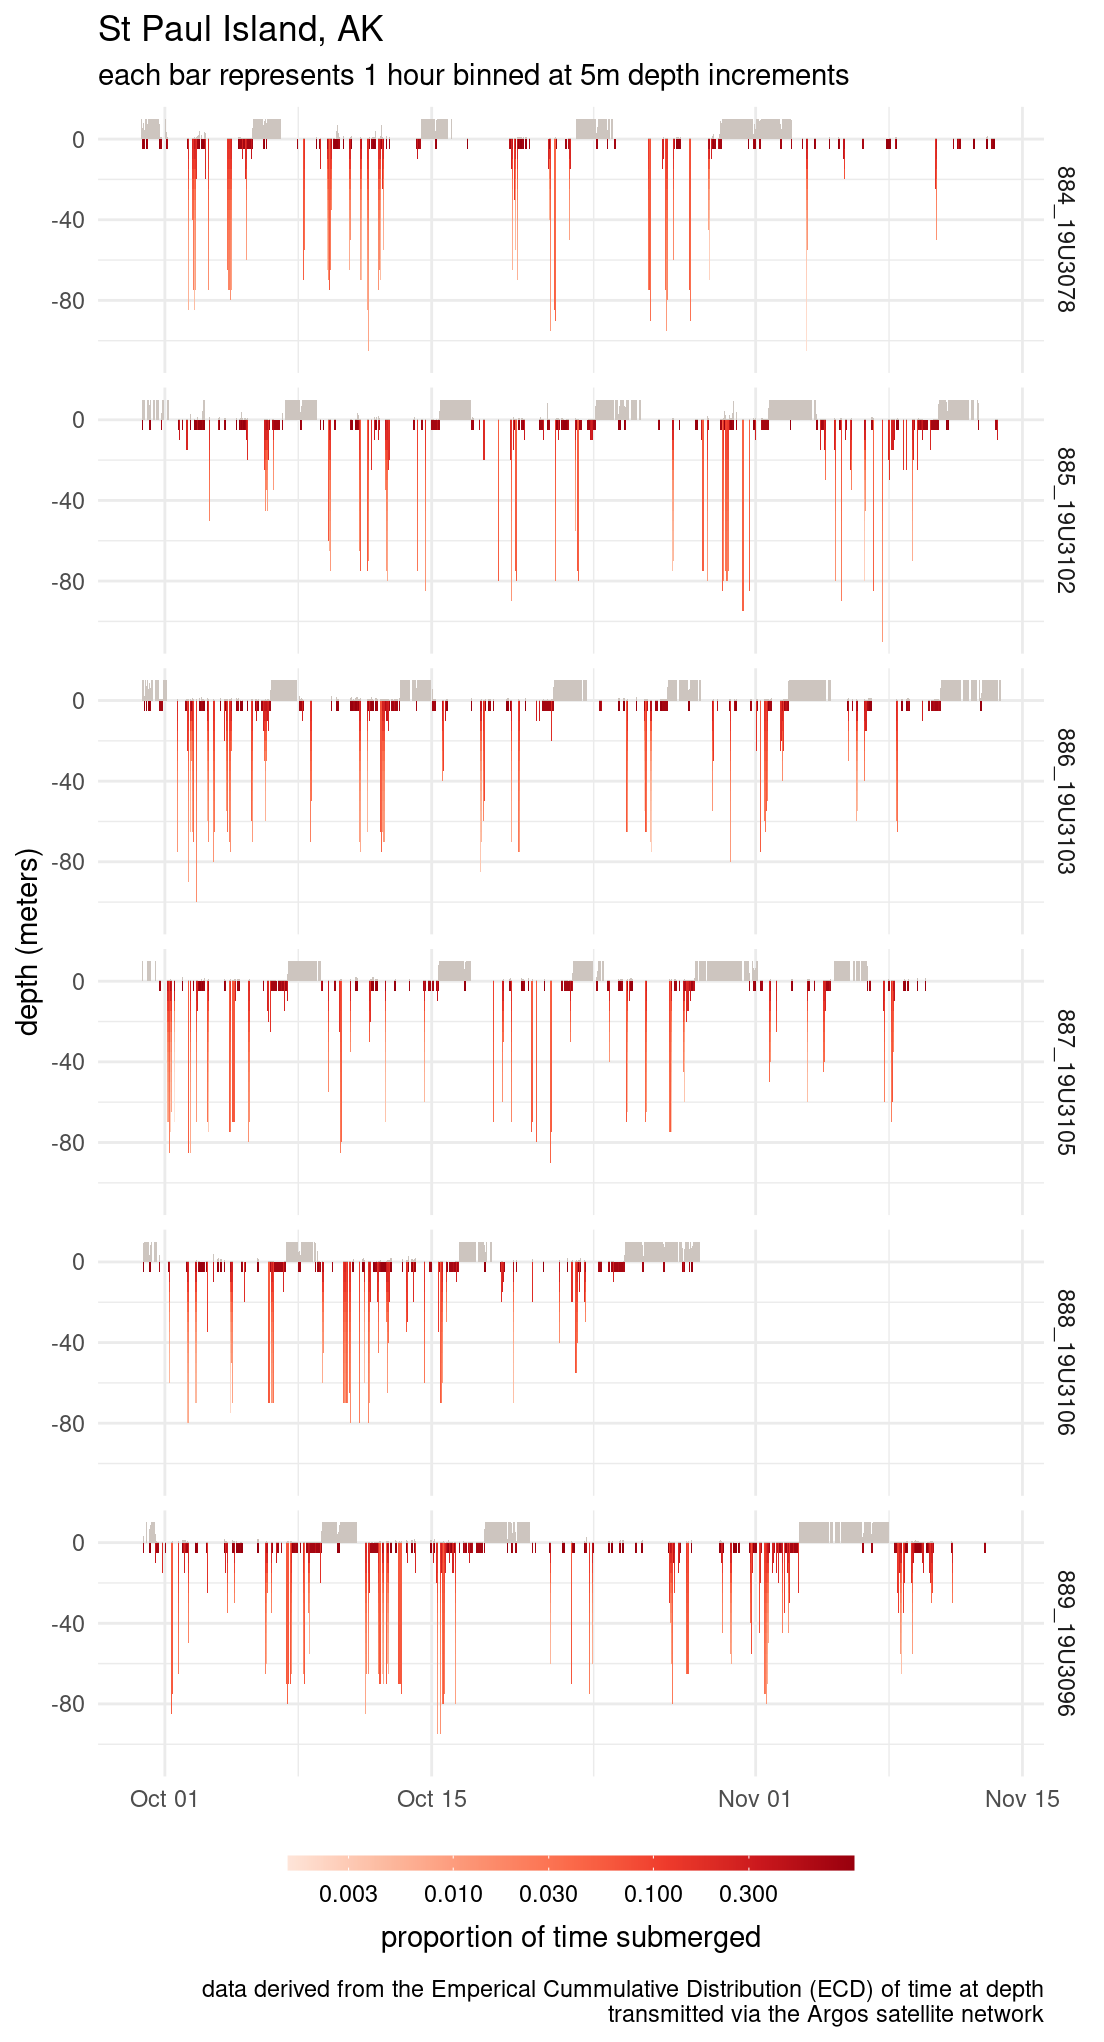 St Paul Island, AK
each bar represents 1 hour binned at 5m depth increments
0
-40
-80
884_19U3078
0
-40
-80
885_19U3102
0
-40
-80
886_19U3103
depth (meters)
0
-40
-80
887_19U3105
0
-40
-80
888_19U3106
0
-40
-80
889_19U3096
Oct 01 Oct 15 Nov 01 Nov 15
0.003 0.010 0.030 0.100 0.300
proportion of time submerged
data derived from the Emperical Cummulative Distribution (ECD) of time at depth
transmitted via the Argos satellite network